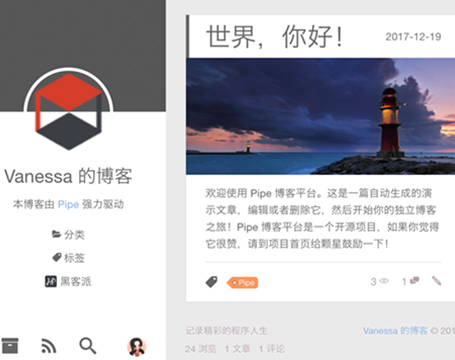 世界，你好！
2017-12-19
Vanessa 的博客
本博客由 Pipe 强力驱动
分类
标签
黑客派
欢迎使用 Pipe 博客平台。这是一篇自动生成的演
示文章，编辑或者删除它，然后开始你的独立博客
之旅！Pipe 博客平台是一个开源项目，如果你觉得
它很赞，请到项目首页给颗星鼓励一下！
Pipe
3
1
记录精彩的程序人生
Vanessa 的博客 © 201
24 浏览 1 文章 1 评论